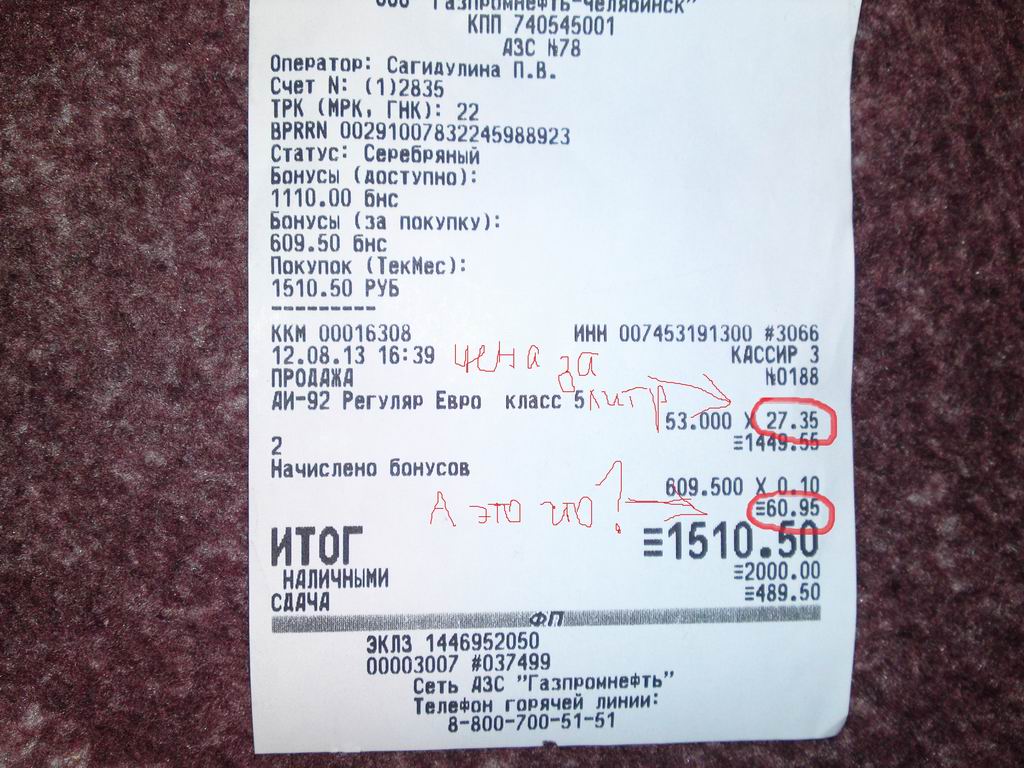 ООО "Газпромнефть-Челябинск"
КПП 740545001
АЗС №78
Оператор: Сагидулина П.В.
Счет N: (1)2835
ТРК (МРК, ГНК): 22
BPRRN 00291007832245988923
Статус: Серебряный
Бонусы (доступно):
1110.00 бнс
Бонусы (за покупку):
609.50 бнс
Покупок (ТекМес):
1510.50 РУБ
---------
ККМ 00016308 ИНН 007453191300 #3066
12.08.13 16:39 КАССИР 3
ПРОДАЖА №0188
цена за литр
АИ-92 Регуляр Евро класс 5
53.000 X 27.35
≡1449.55
2
Начислено бонусов
609.500 X 0.10
А это что?
≡60.95
ИТОГ ≡1510.50
НАЛИЧНЫМИ ≡2000.00
СДАЧА ≡489.50
ФП
ЭКЛЗ 1446952050
00003007 #037499
Сеть АЗС "Газпромнефть"
Телефон горячей линии:
8-800-700-51-51